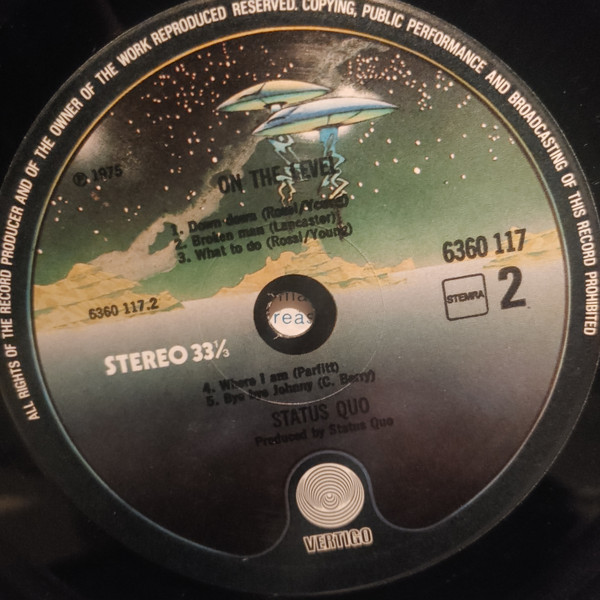 ALL RIGHTS OF THE RECORD PRODUCER AND OF THE OWNER OF THE WORK REPRODUCED RESERVED. COPYING, PUBLIC PERFORMANCE AND BROADCASTING OF THIS RECORD PROHIBITED
℗ 1975
ON THE LEVEL
1. Down down (Rossi/Young)
2. Broken man (Lancaster)
3. What to do (Rossi/Young)
6360 117
6360 117.2
STEMRA
2
STEREO 33⅓
4. Where I am (Parfitt)
5. Bye bye Johnny (C. Berry)
STATUS QUO
Produced by Status Quo
VERTIGO